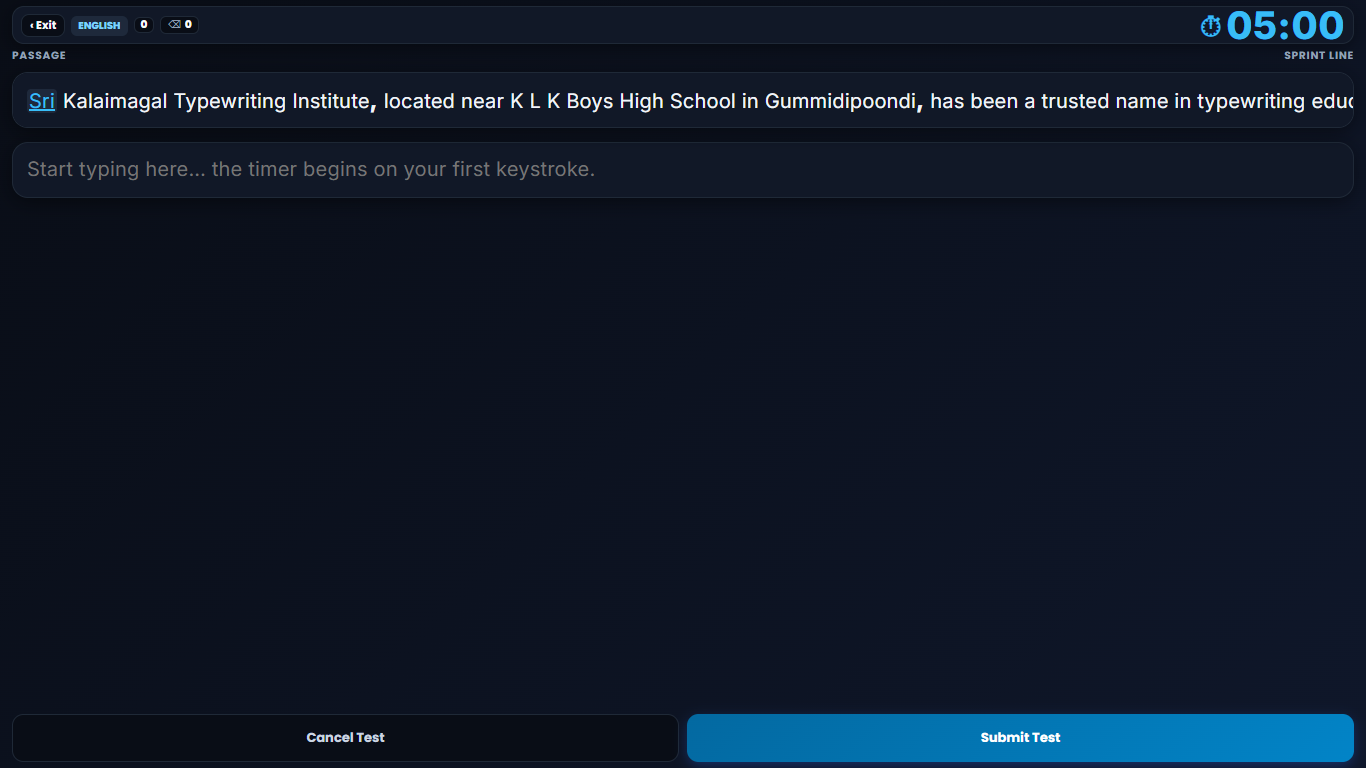 ‹ Exit ENGLISH 0 ⌫ 0 ⏱ 05:00
PASSAGE SPRINT LINE
Sri Kalaimagal Typewriting Institute, located near K L K Boys High School in Gummidipoondi, has been a trusted name in typewriting
Start typing here... the timer begins on your first keystroke.
Cancel Test Submit Test